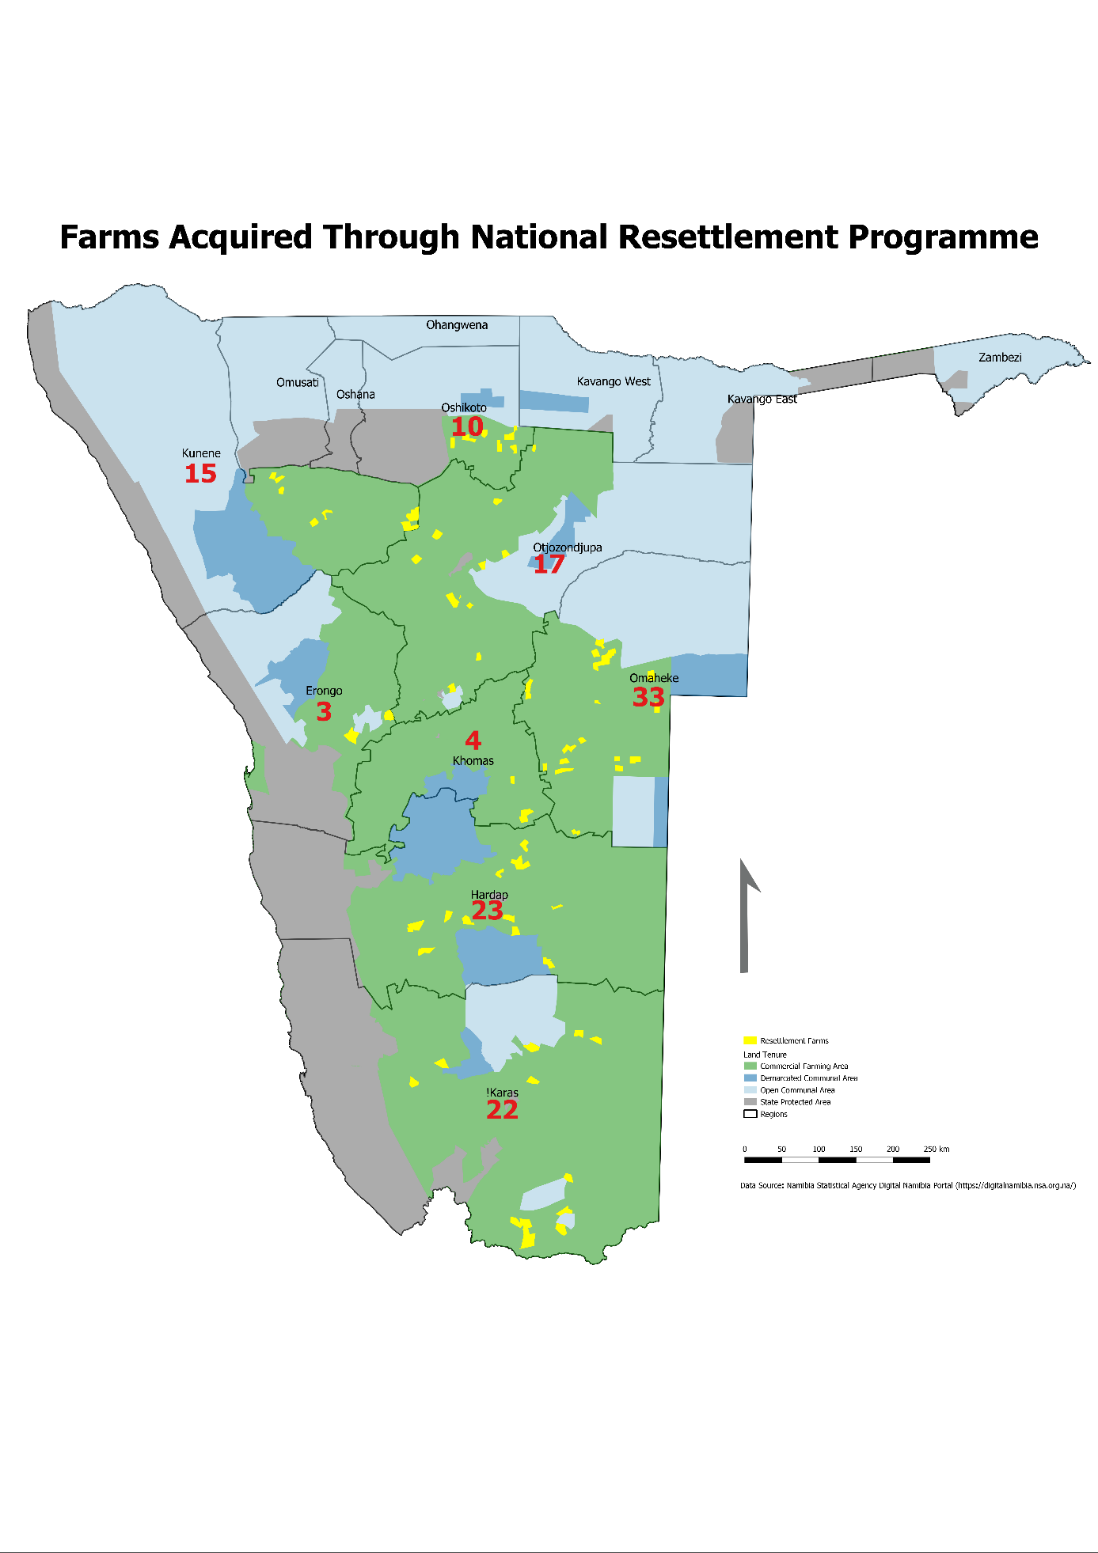 Farms Acquired Through National Resettlement Programme
Ohangwena
Zambezi
Omusati
Kavango West
Oshana
Kavango East
Oshikoto
10
Kunene
15
Otjozondjupa
17
Omaheke
33
Erongo
3
4
Khomas
Hardap
23
!Karas
22
Resettlement Farms
Land Tenure
Commercial Farming Area
Demarcated Communal Area
Open Communal Area
State Protected Area
Regions
0 50 100 150 200 250 km
Data Source: Namibia Statistical Agency Digital Namibia Portal (https://digitalnamibia.nsa.org.na/)